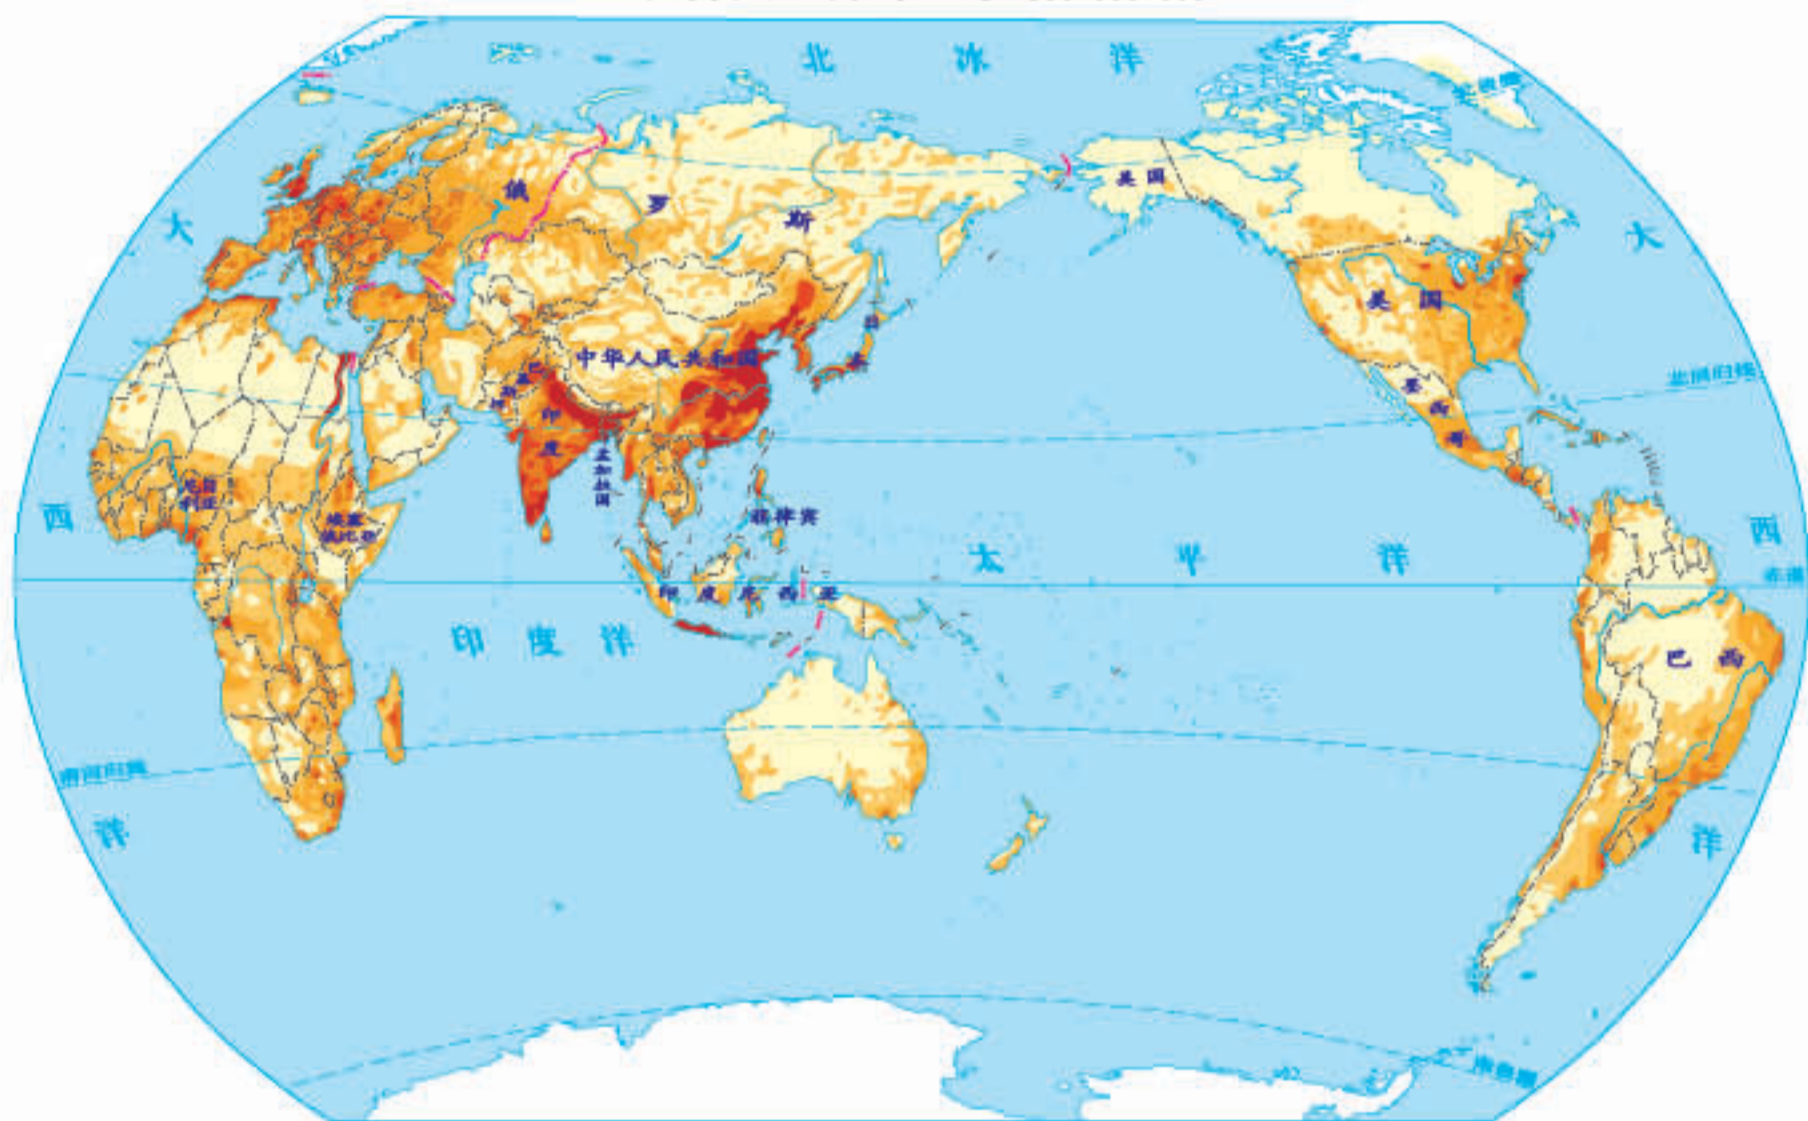 北冰洋
俄罗斯
美国
大
大
美国
日本
中华人民共和国
巴基斯坦
墨西哥
印度
孟加拉国
尼日利亚
埃塞俄比亚
菲律宾
西
西
太平洋
赤道
印度尼西亚
印度洋
巴西
北回归线
南回归线
洋
洋
南极圈